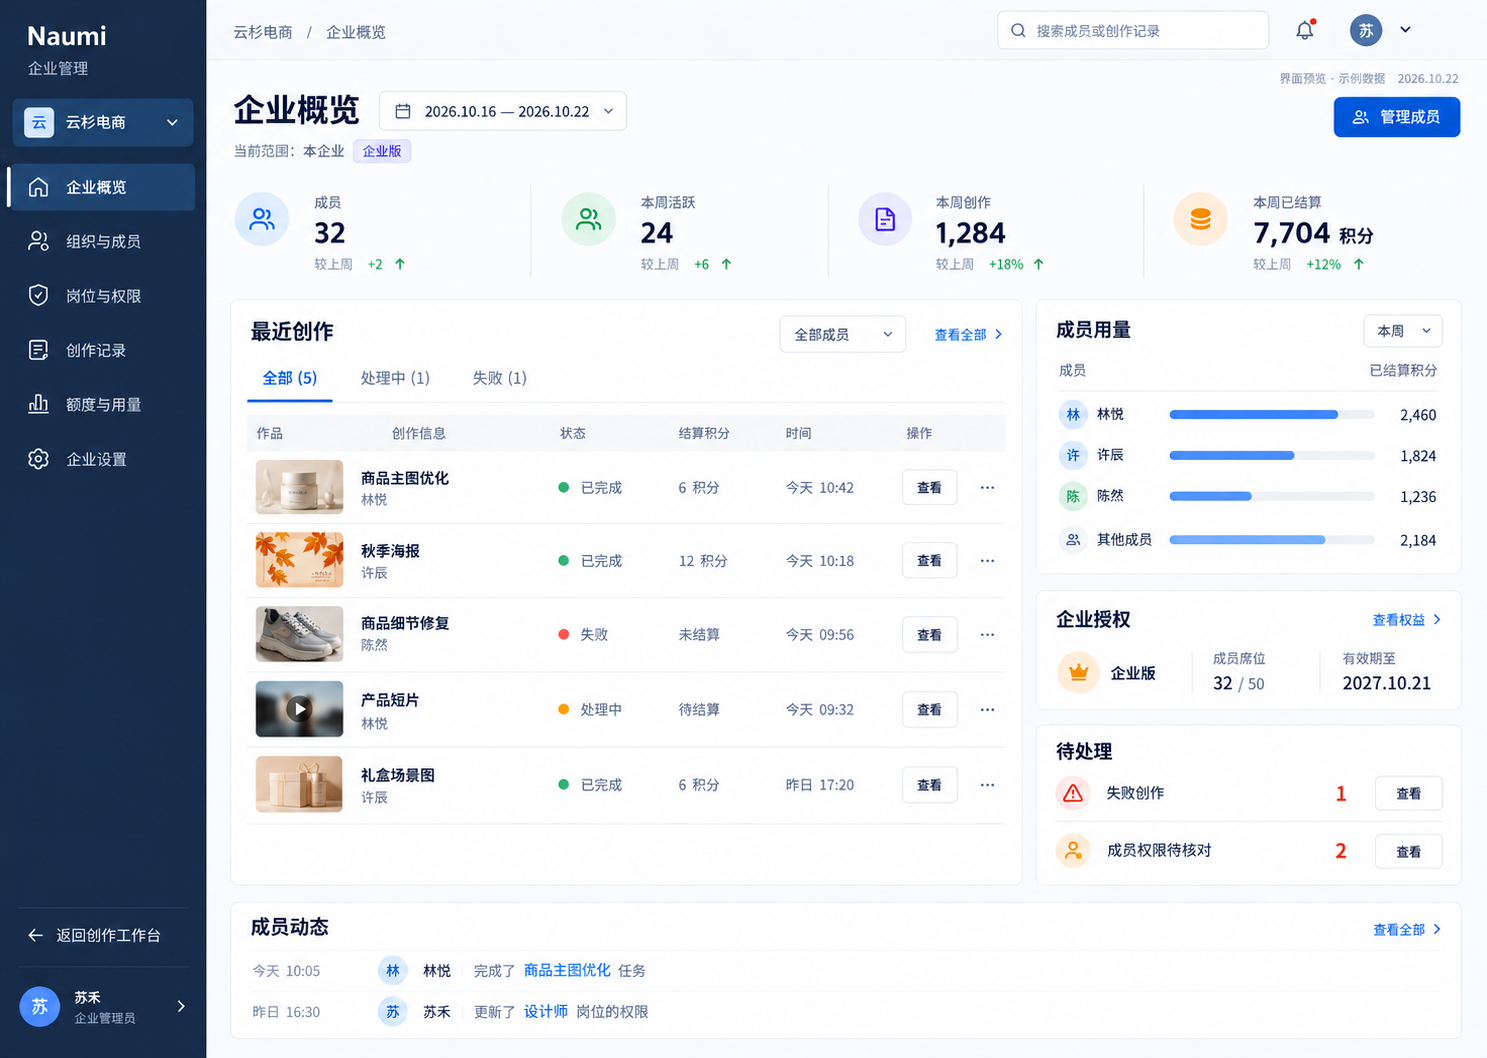 Naumi
企业管理
云 云杉电商
企业概览
组织与成员
岗位与权限
创作记录
额度与用量
企业设置
返回创作工作台
苏 苏禾
企业管理员
云杉电商 / 企业概览
搜索成员或创作记录
苏
界面预览 · 示例数据 2026.10.22
企业概览
2026.10.16 — 2026.10.22
管理成员
当前范围：本企业 企业版
成员
32
较上周 +2 ↑
本周活跃
24
较上周 +6 ↑
本周创作
1,284
较上周 +18% ↑
本周已结算
7,704 积分
较上周 +12% ↑
最近创作
全部成员
查看全部
全部 (5) 处理中 (1) 失败 (1)
作品 创作信息 状态 结算积分 时间 操作
商品主图优化
林悦
已完成 6 积分 今天 10:42 查看 ···
秋季海报
许辰
已完成 12 积分 今天 10:18 查看 ···
商品细节修复
陈然
失败 未结算 今天 09:56 查看 ···
产品短片
林悦
处理中 待结算 今天 09:32 查看 ···
礼盒场景图
许辰
已完成 6 积分 昨日 17:20 查看 ···
成员用量
本周
成员 已结算积分
林 林悦 2,460
许 许辰 1,824
陈 陈然 1,236
其他成员 2,184
企业授权
查看权益
企业版
成员席位
32 / 50
有效期至
2027.10.21
待处理
失败创作 1 查看
成员权限待核对 2 查看
成员动态
查看全部
今天 10:05 林 林悦 完成了 商品主图优化 任务
昨日 16:30 苏 苏禾 更新了 设计师 岗位的权限